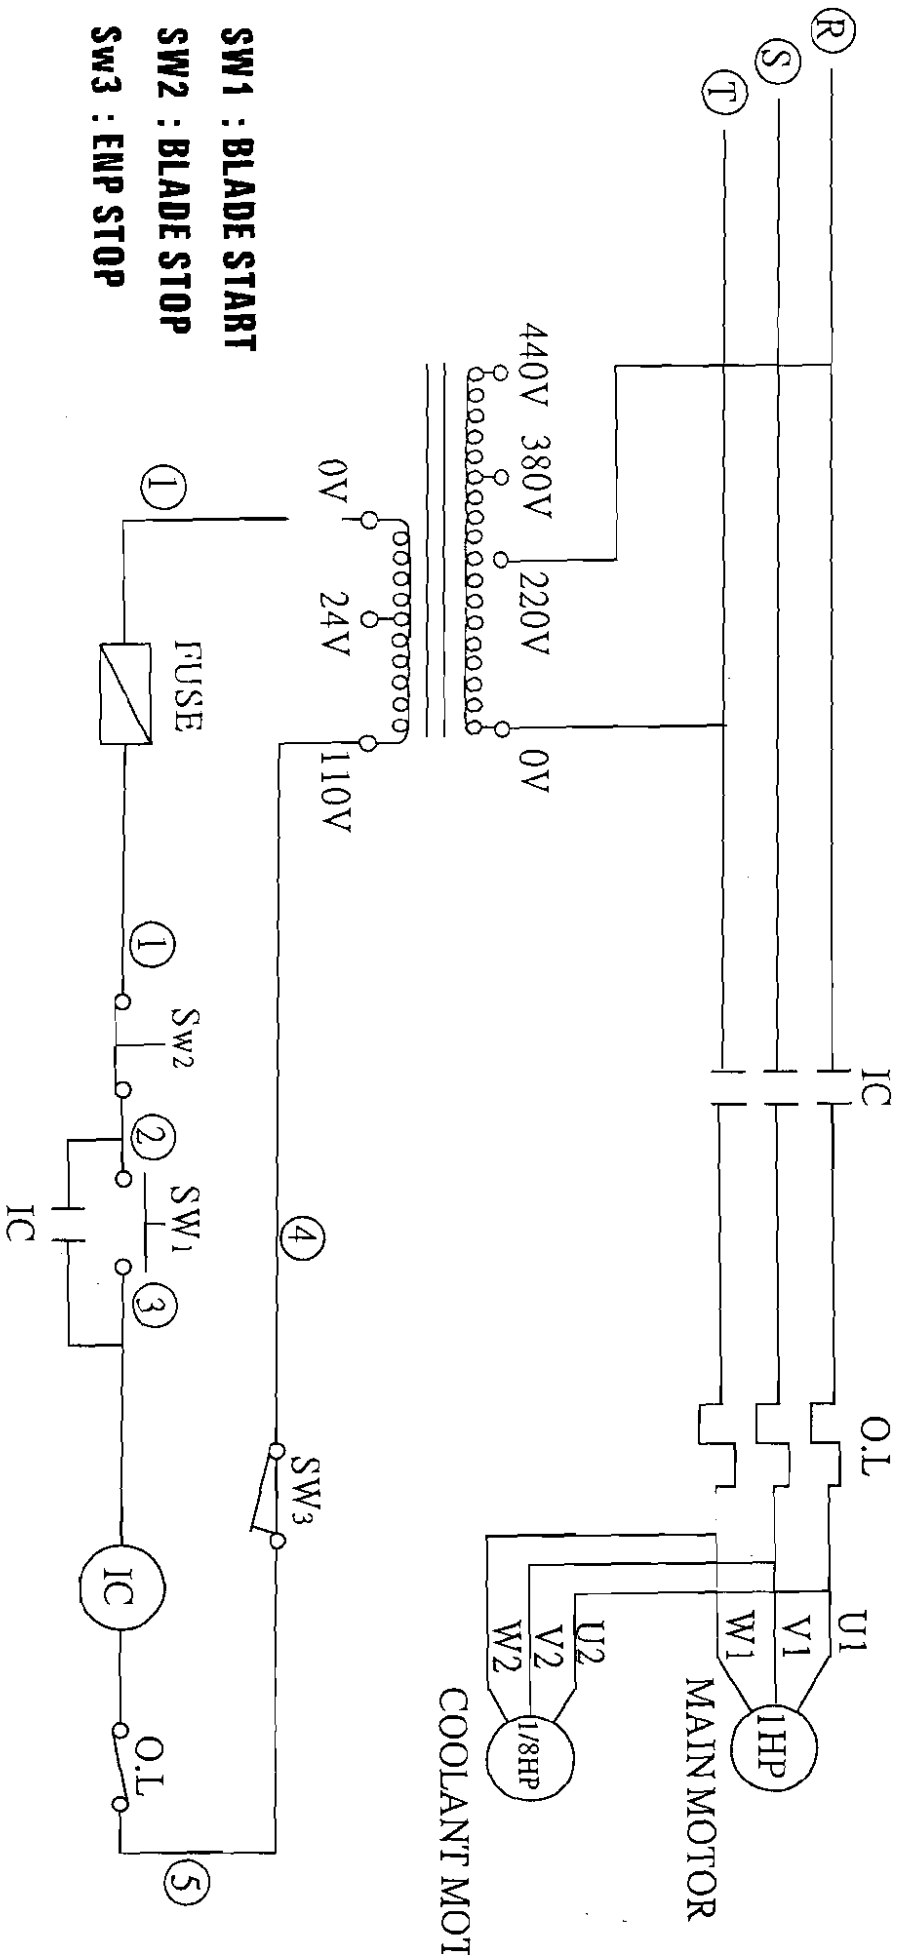 R
S
T
440V
380V
220V
0V
0V
24V
110V
IC
O.L
U1
V1
W1
1HP
MAIN MOTOR
U2
V2
W2
1/8HP
COOLANT MOT
1
FUSE
1
SW2
2
SW1
3
IC
IC
O.L
5
4
SW3
SW1 : BLADE START
SW2 : BLADE STOP
SW3 : ENP STOP